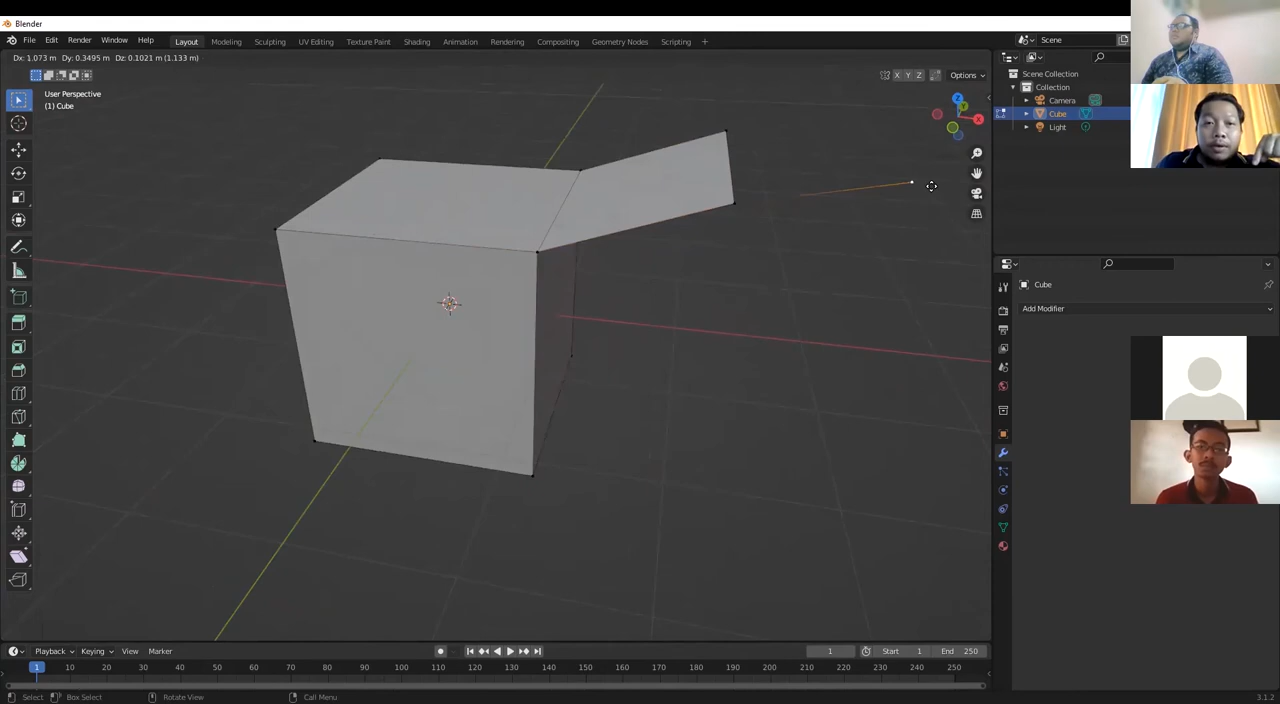 Blender
File Edit Render Window Help
Layout Modeling Sculpting UV Editing Texture Paint Shading Animation Rendering Compositing Geometry Nodes Scripting +
Scene
Dx: 1.073 m Dy: 0.3495 m Dz: 0.1021 m (1.133 m)
X Y Z
Options
User Perspective
(1) Cube
Z
X
Scene Collection
Collection
Camera
Cube
Light
Cube
Add Modifier
Playback Keying View Marker
1
Start 1
End 250
1 10 20 30 40 50 60 70 80 90 100 110 120 130 140 150 160 170 180 190 200 210 220 230 240 250
Select Box Select Rotate View Call Menu
3.1.2